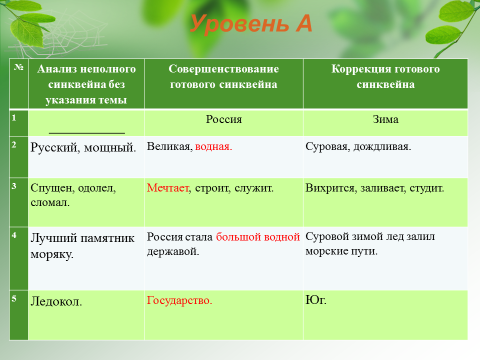 Уровень А
№ Анализ неполного синквейна без указания темы Совершенствование готового синквейна Коррекция готового синквейна
1 ____________ Россия Зима
2 Русский, мощный. Великая, водная. Суровая, дождливая.
3 Спущен, одолел, сломал. Мечтает, строит, служит. Вихрится, заливает, студит.
4 Лучший памятник моряку. Россия стала большой водной державой. Суровой зимой лед залил морские пути.
5 Ледокол. Государство. Юг.